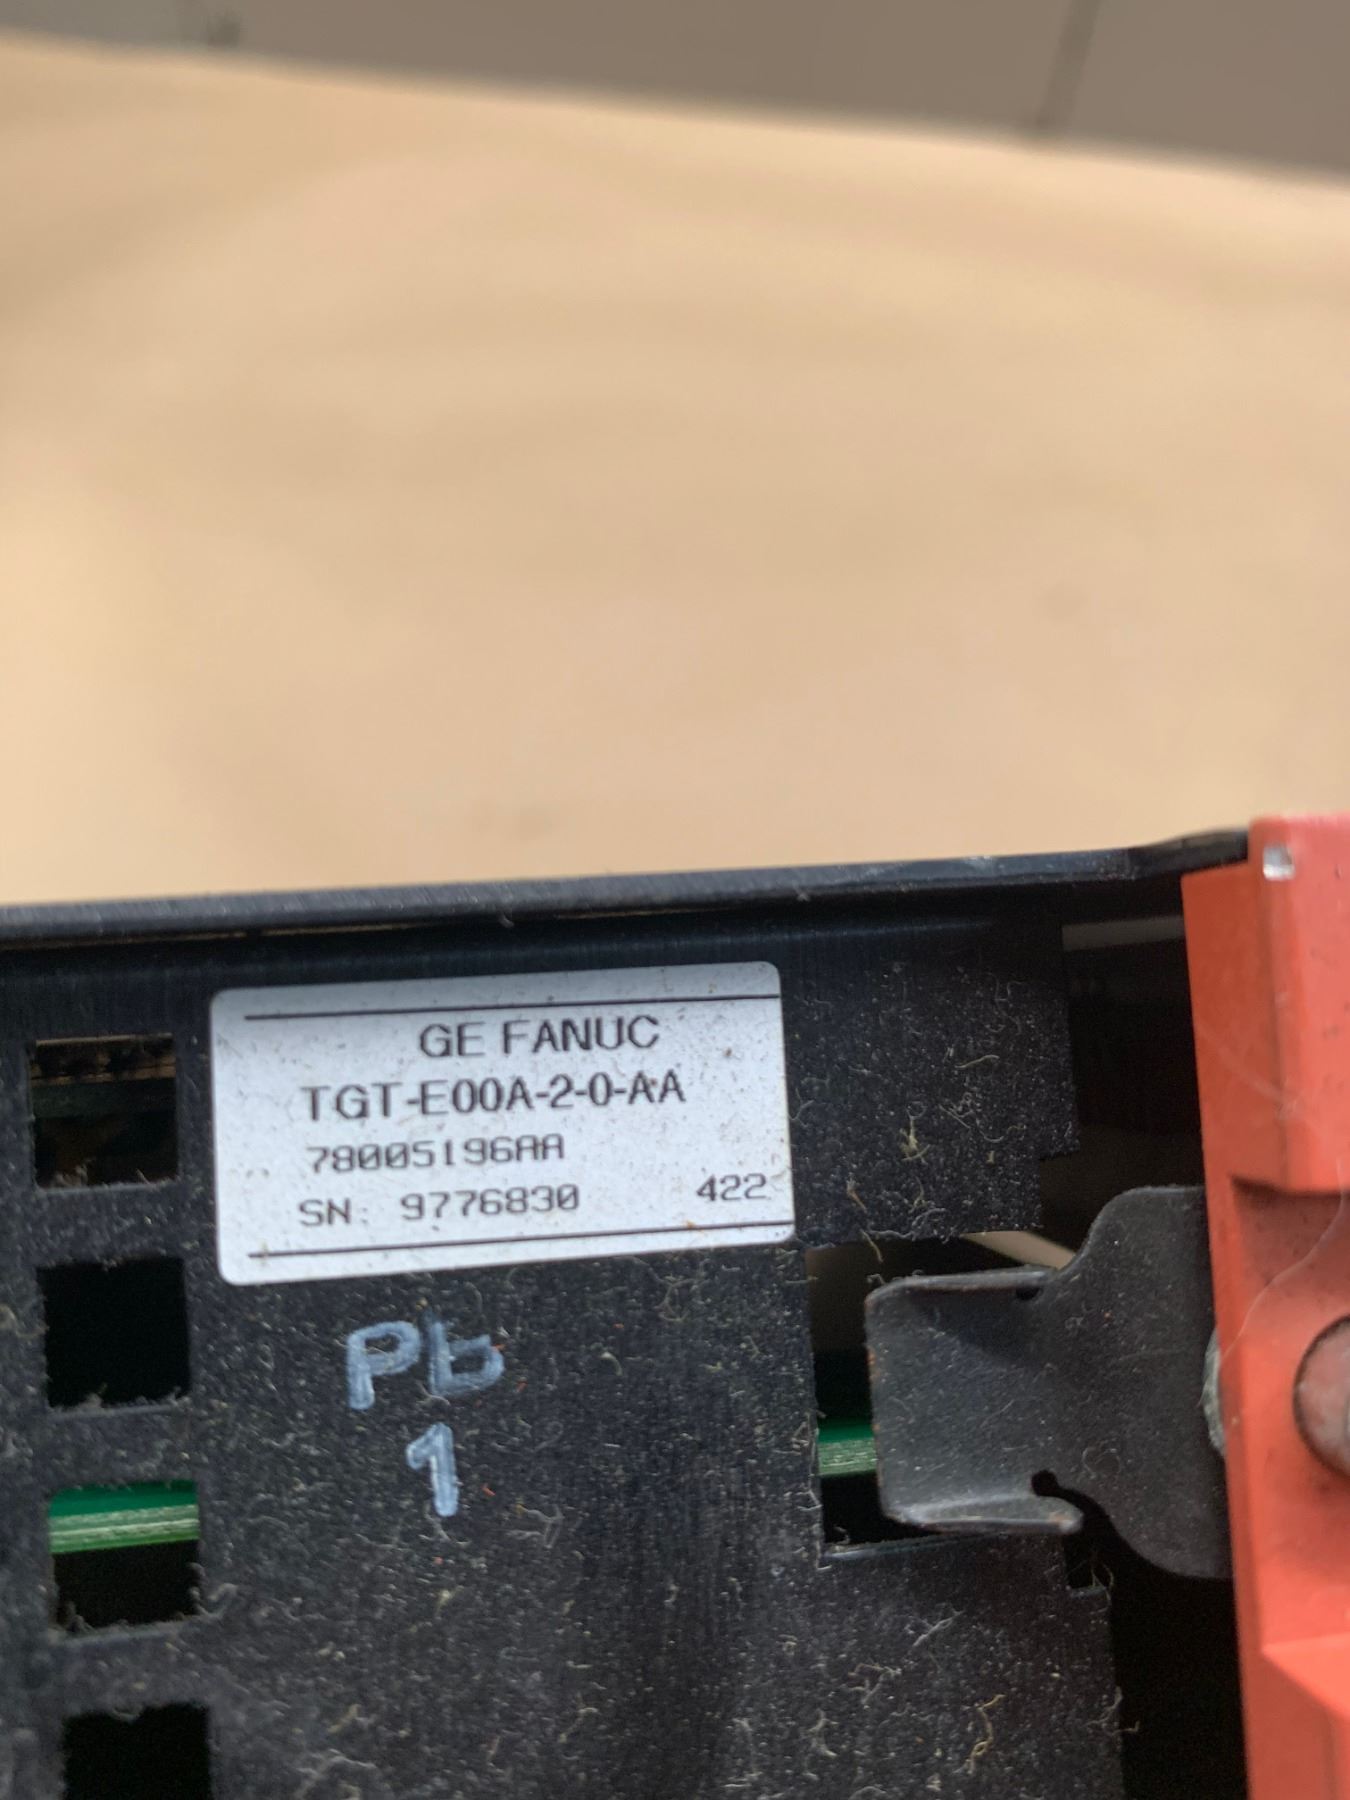 GE FANUC
TGT-E00A-2-0-AA
78005196AA
SN: 9776830 422
Pb
1